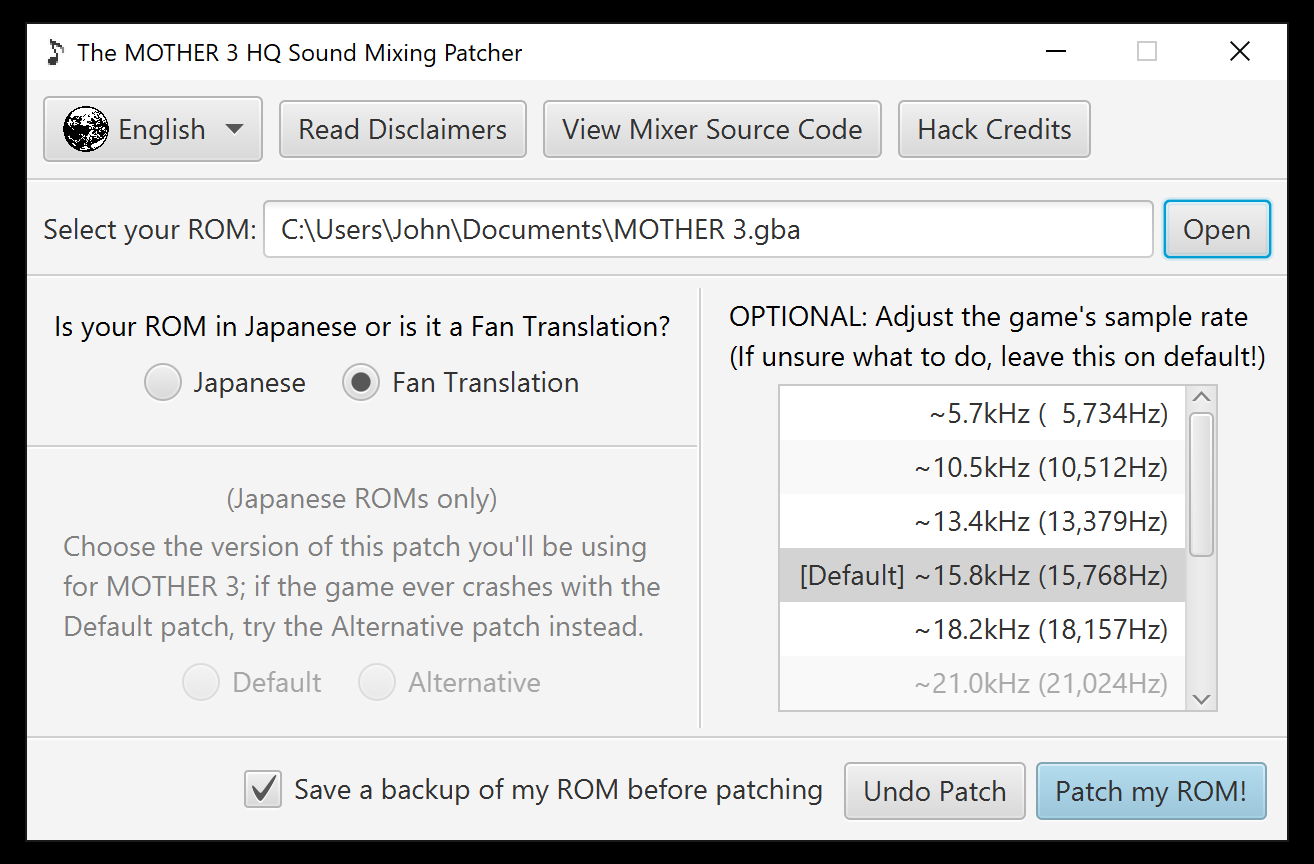 The MOTHER 3 HQ Sound Mixing Patcher
English
Read Disclaimers
View Mixer Source Code
Hack Credits
Select your ROM:
C:\Users\John\Documents\MOTHER 3.gba
Open
Is your ROM in Japanese or is it a Fan Translation?
Japanese
Fan Translation
(Japanese ROMs only)
Choose the version of this patch you'll be using
for MOTHER 3; if the game ever crashes with the
Default patch, try the Alternative patch instead.
Default
Alternative
OPTIONAL: Adjust the game's sample rate
(If unsure what to do, leave this on default!)
~5.7kHz (  5,734Hz)
~10.5kHz (10,512Hz)
~13.4kHz (13,379Hz)
[Default] ~15.8kHz (15,768Hz)
~18.2kHz (18,157Hz)
~21.0kHz (21,024Hz)
Save a backup of my ROM before patching
Undo Patch
Patch my ROM!